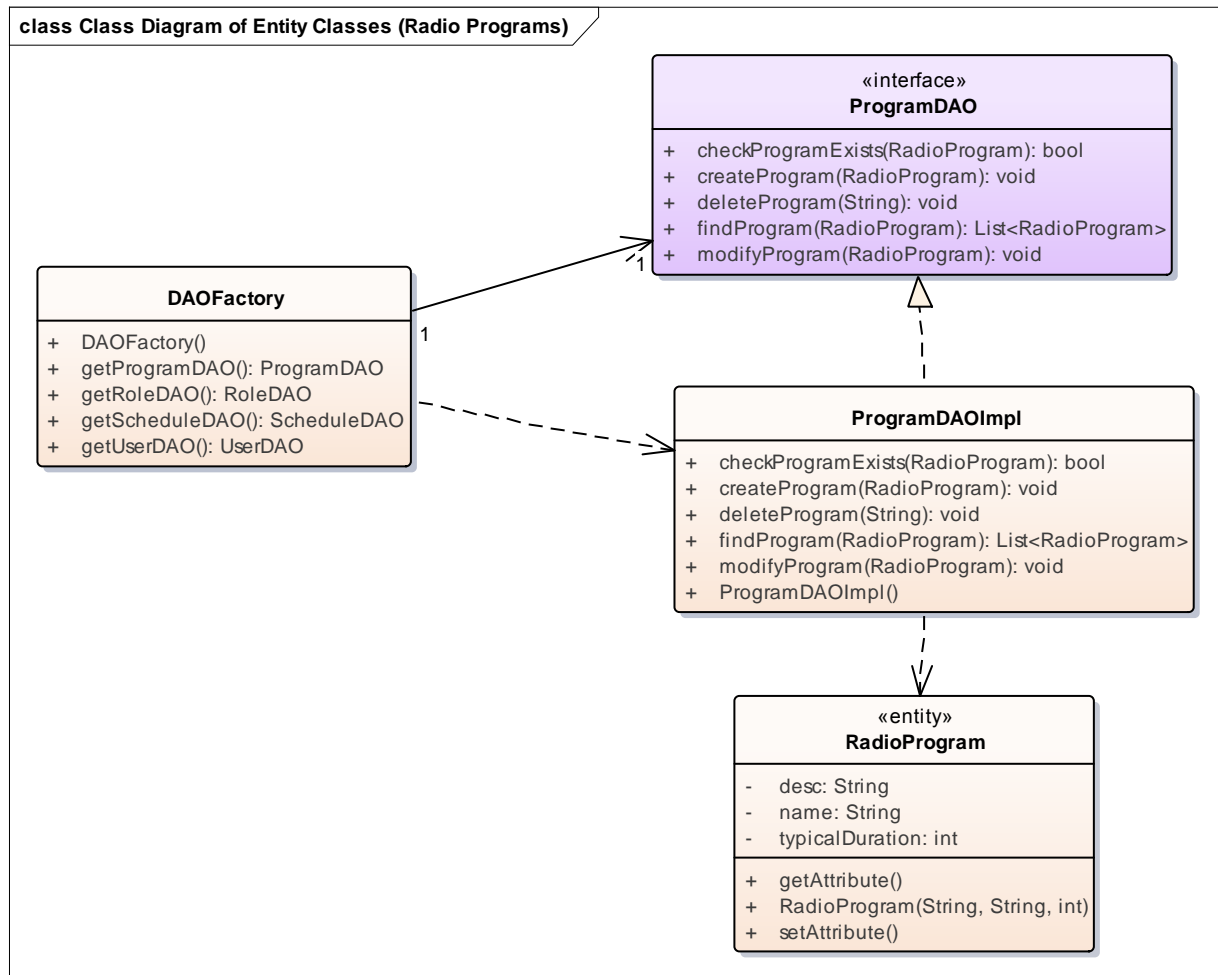 class Class Diagram of Entity Classes (Radio Programs)
«interface»
ProgramDAO
+ checkProgramExists(RadioProgram): bool
+ createProgram(RadioProgram): void
+ deleteProgram(String): void
+ findProgram(RadioProgram): List<RadioProgram>
+ modifyProgram(RadioProgram): void
1
1
DAOFactory
+ DAOFactory()
+ getProgramDAO(): ProgramDAO
+ getRoleDAO(): RoleDAO
+ getScheduleDAO(): ScheduleDAO
+ getUserDAO(): UserDAO
ProgramDAOImpl
+ checkProgramExists(RadioProgram): bool
+ createProgram(RadioProgram): void
+ deleteProgram(String): void
+ findProgram(RadioProgram): List<RadioProgram>
+ modifyProgram(RadioProgram): void
+ ProgramDAOImpl()
«entity»
RadioProgram
- desc: String
- name: String
- typicalDuration: int
+ getAttribute()
+ RadioProgram(String, String, int)
+ setAttribute()